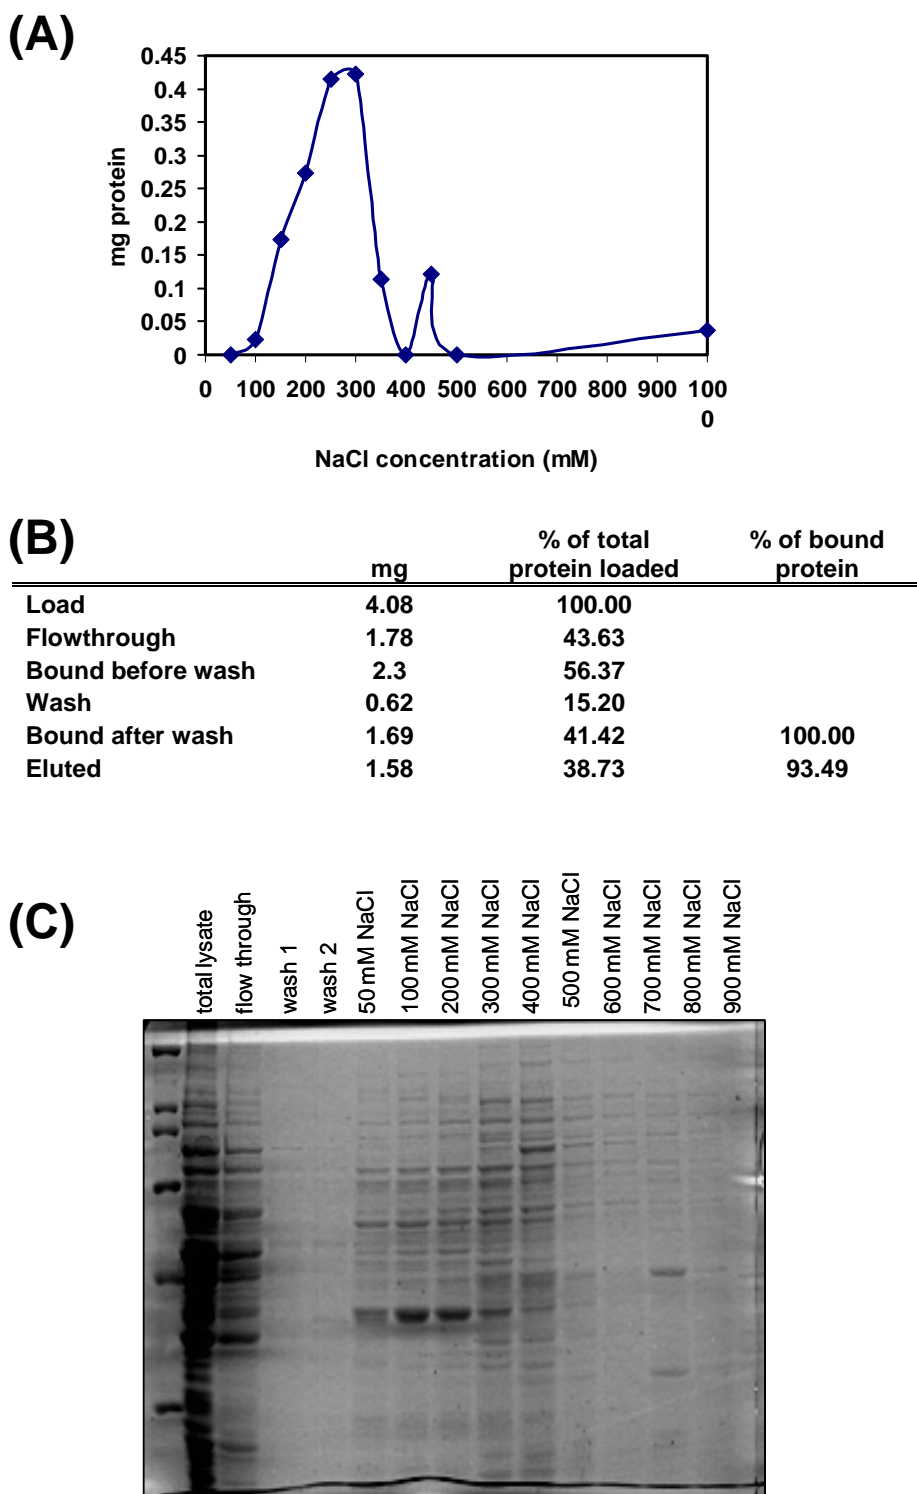 (A)
0.45
0.4
0.35
0.3
0.25
0.2
0.15
0.1
0.05
0
mg protein
0 100 200 300 400 500 600 700 800 900 100
0
NaCl concentration (mM)
(B)
% of total % of bound
mg protein loaded protein
Load 4.08 100.00
Flowthrough 1.78 43.63
Bound before wash 2.3 56.37
Wash 0.62 15.20
Bound after wash 1.69 41.42 100.00
Eluted 1.58 38.73 93.49
(C)
total lysate
flow through
wash 1
wash 2
50 mM NaCl
100 mM NaCl
200 mM NaCl
300 mM NaCl
400 mM NaCl
500 mM NaCl
600 mM NaCl
700 mM NaCl
800 mM NaCl
900 mM NaCl